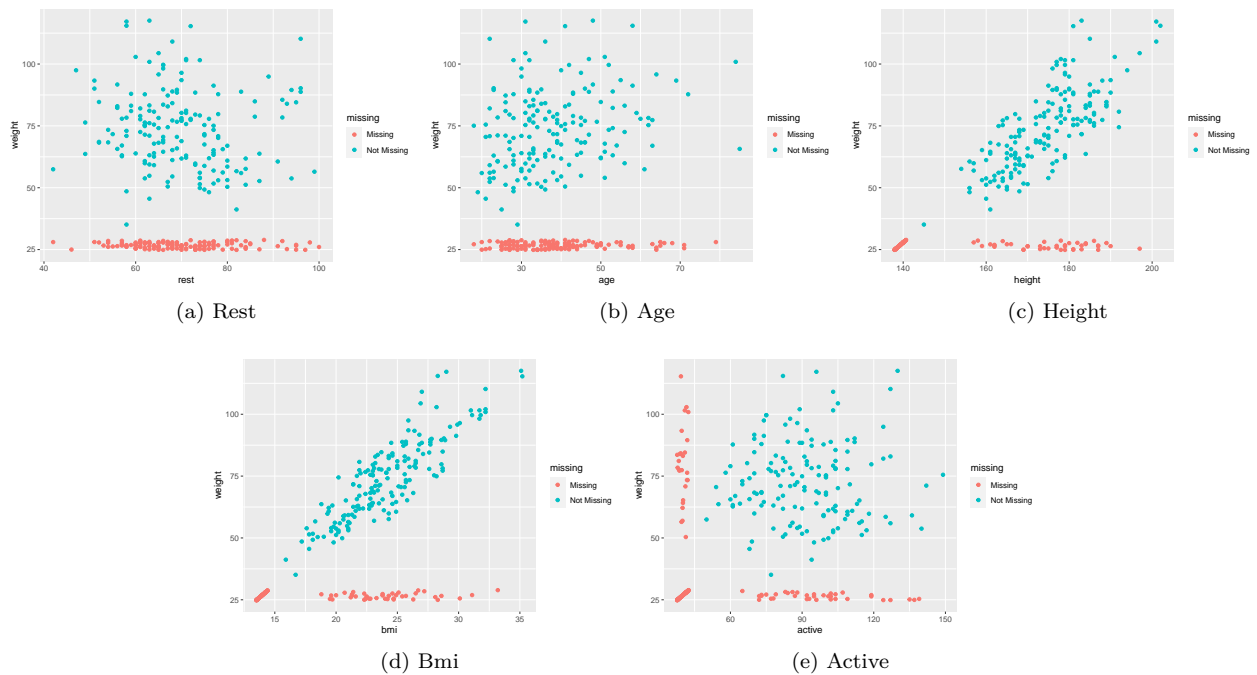 100
75
50
25
weight
40
60
80
100
rest
missing
Missing
Not Missing
(a) Rest
100
75
50
25
weight
30
50
72
age
missing
Missing
Not Missing
(b) Age
100
75
50
25
weight
140
160
180
200
height
missing
Missing
Not Missing
(c) Height
100
75
50
25
weight
15
20
25
30
35
bmi
missing
Missing
Not Missing
(d) Bmi
100
75
50
25
weight
60
90
120
150
active
missing
Missing
Not Missing
(e) Active